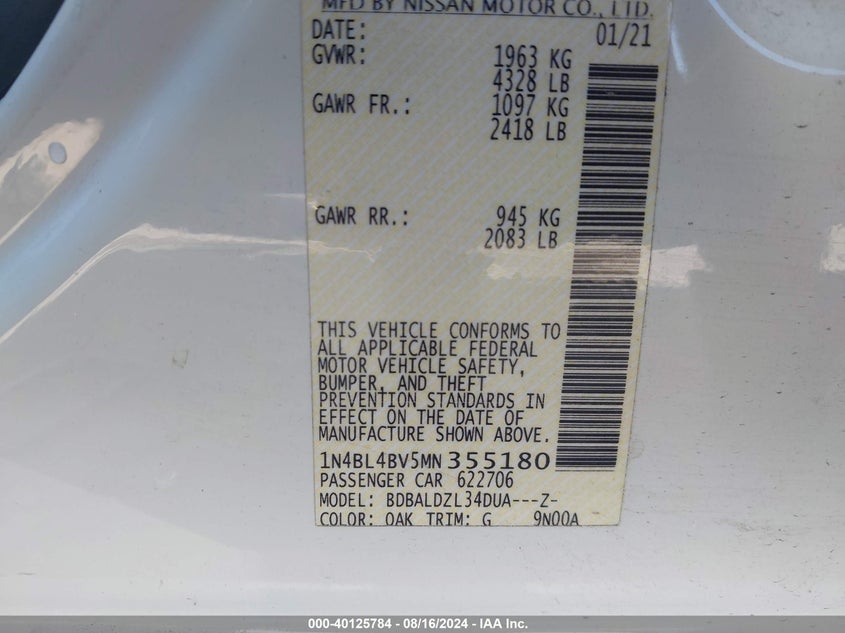 MFD BY NISSAN MOTOR CO., LTD.
DATE: 01/21
GVWR: 1963 KG
4328 LB
GAWR FR.: 1097 KG
2418 LB
GAWR RR.: 945 KG
2083 LB
THIS VEHICLE CONFORMS TO
ALL APPLICABLE FEDERAL
MOTOR VEHICLE SAFETY,
BUMPER, AND THEFT
PREVENTION STANDARDS IN
EFFECT ON THE DATE OF
MANUFACTURE SHOWN ABOVE.
1N4BL4BV5MN355180
PASSENGER CAR 622706
MODEL: BDBALDZL34DUA---Z-
COLOR: QAK TRIM: G 9N00A
000-40125784 - 08/16/2024 - IAA Inc.